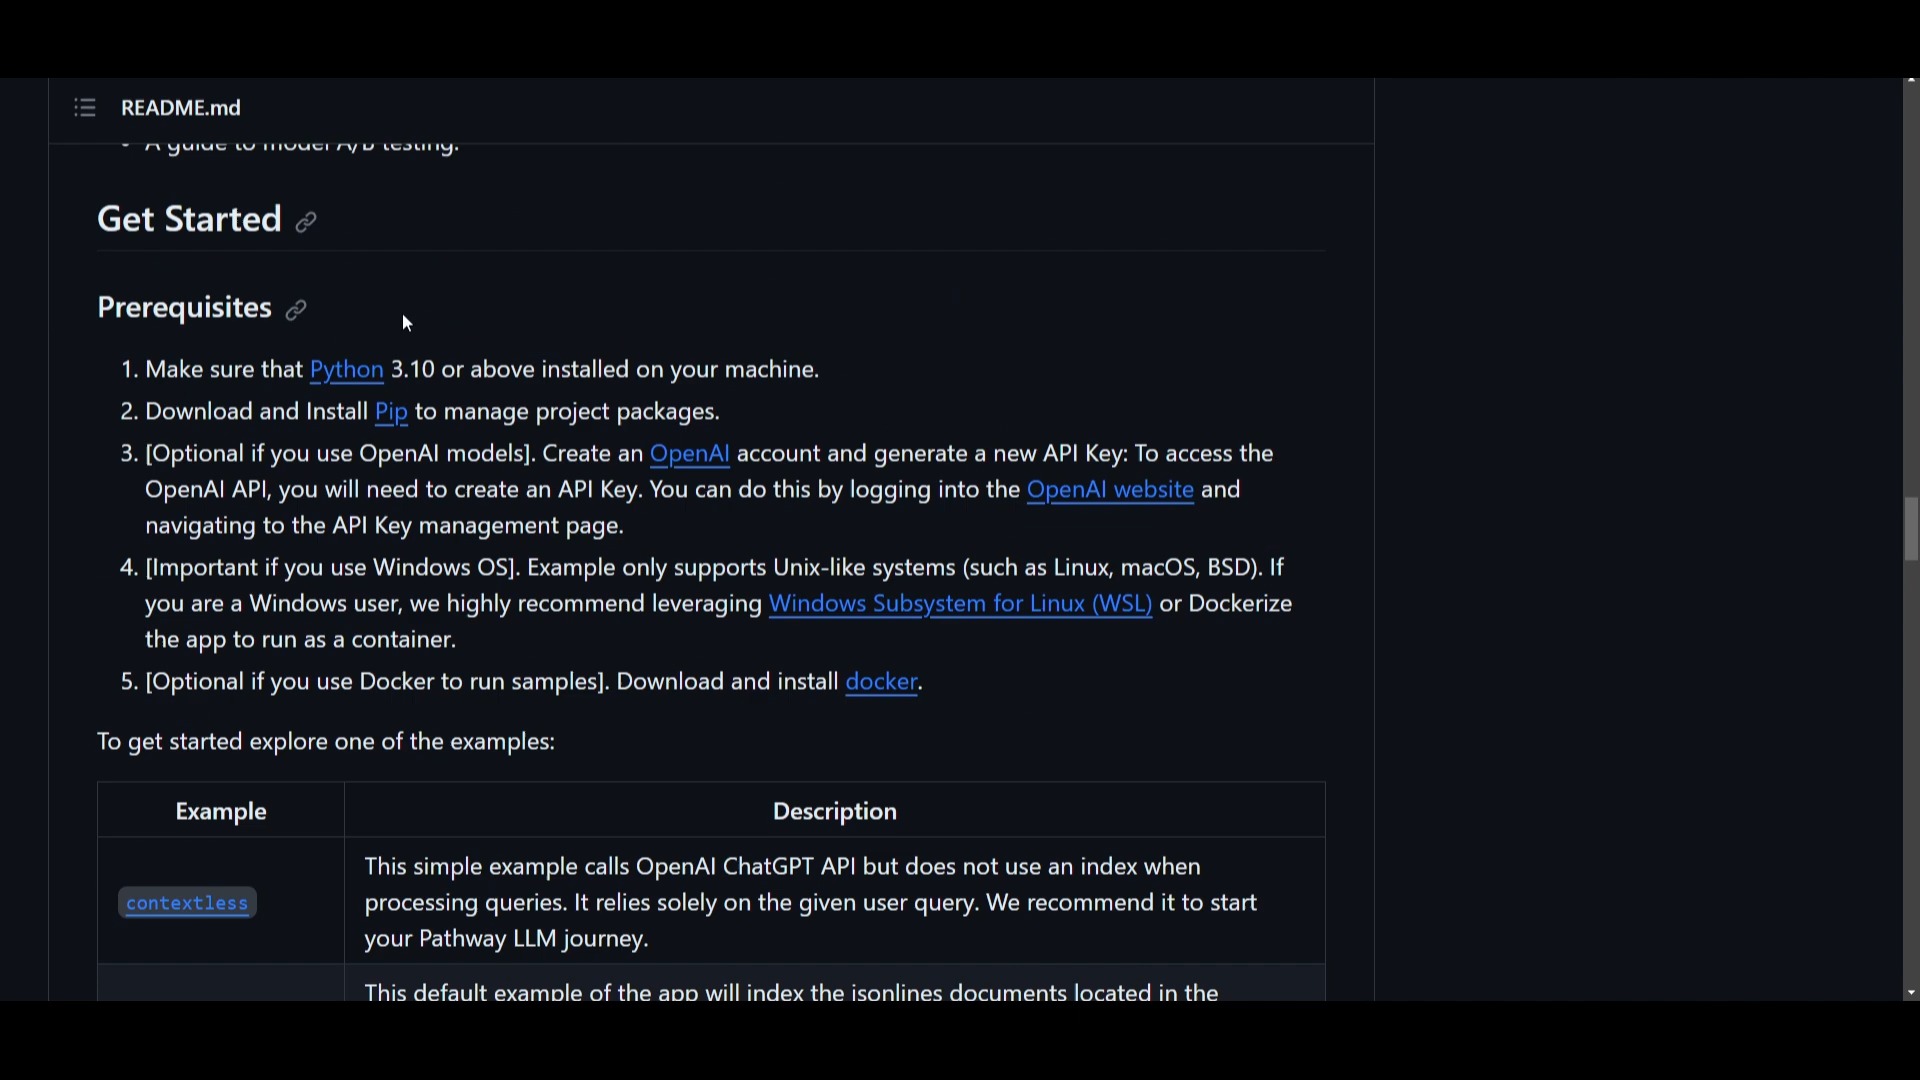 README.md
A guide to model A/B testing.
Get Started
Prerequisites
1. Make sure that Python 3.10 or above installed on your machine.
2. Download and Install Pip to manage project packages.
3. [Optional if you use OpenAI models]. Create an OpenAI account and generate a new API Key: To access the
OpenAI API, you will need to create an API Key. You can do this by logging into the OpenAI website and
navigating to the API Key management page.
4. [Important if you use Windows OS]. Example only supports Unix-like systems (such as Linux, macOS, BSD). If
you are a Windows user, we highly recommend leveraging Windows Subsystem for Linux (WSL) or Dockerize
the app to run as a container.
5. [Optional if you use Docker to run samples]. Download and install docker.
To get started explore one of the examples:
Example Description
This simple example calls OpenAI ChatGPT API but does not use an index when
contextless processing queries. It relies solely on the given user query. We recommend it to start
your Pathway LLM journey.
This default example of the app will index the jsonlines documents located in the